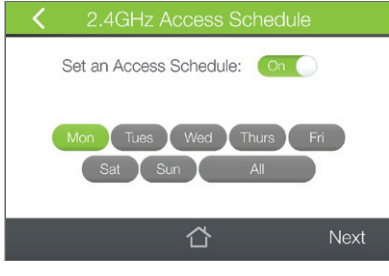 2.4GHz Access Schedule
Set an Access Schedule: On
Mon Tues Wed Thurs Fri
Sat Sun All
Next